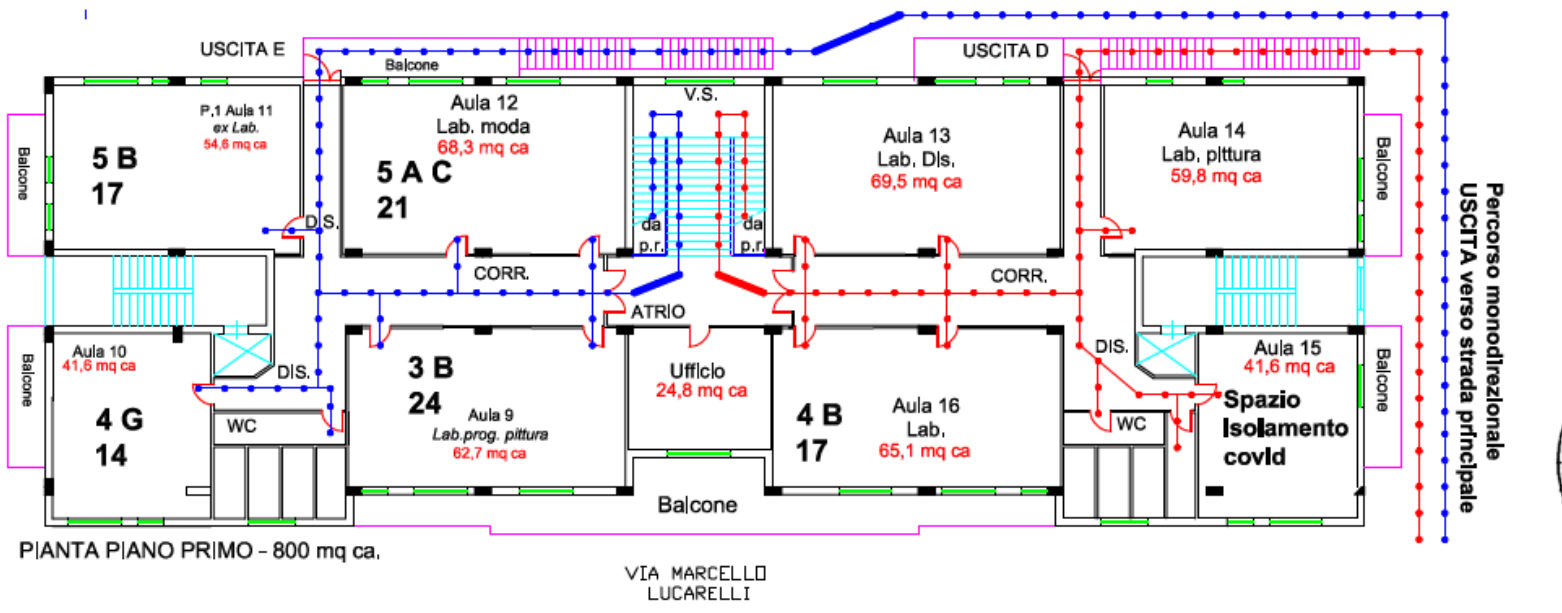 USCITA E
Balcone
USCITA D
P.1 Aula 11
ex Lab.
54,6 mq ca
5 B
17
Balcone
DIS.
Aula 12
Lab. moda
68,3 mq ca
5 A C
21
V.S.
da
p.r.
da
p.r.
Aula 13
Lab. Dis.
69,5 mq ca
Aula 14
Lab. pittura
59,8 mq ca
Balcone
Percorso monodirezionale
USCITA verso strada principale
CORR.
ATRIO
CORR.
Balcone
Aula 10
41,6 mq ca
4 G
14
DIS.
WC
3 B
24
Aula 9
Lab.prog. pittura
62,7 mq ca
Ufficio
24,8 mq ca
4 B
17
Aula 16
Lab.
65,1 mq ca
DIS.
WC
Aula 15
41,6 mq ca
Spazio
Isolamento
covid
Balcone
Balcone
PIANTA PIANO PRIMO - 800 mq ca.
VIA MARCELLO
LUCARELLI